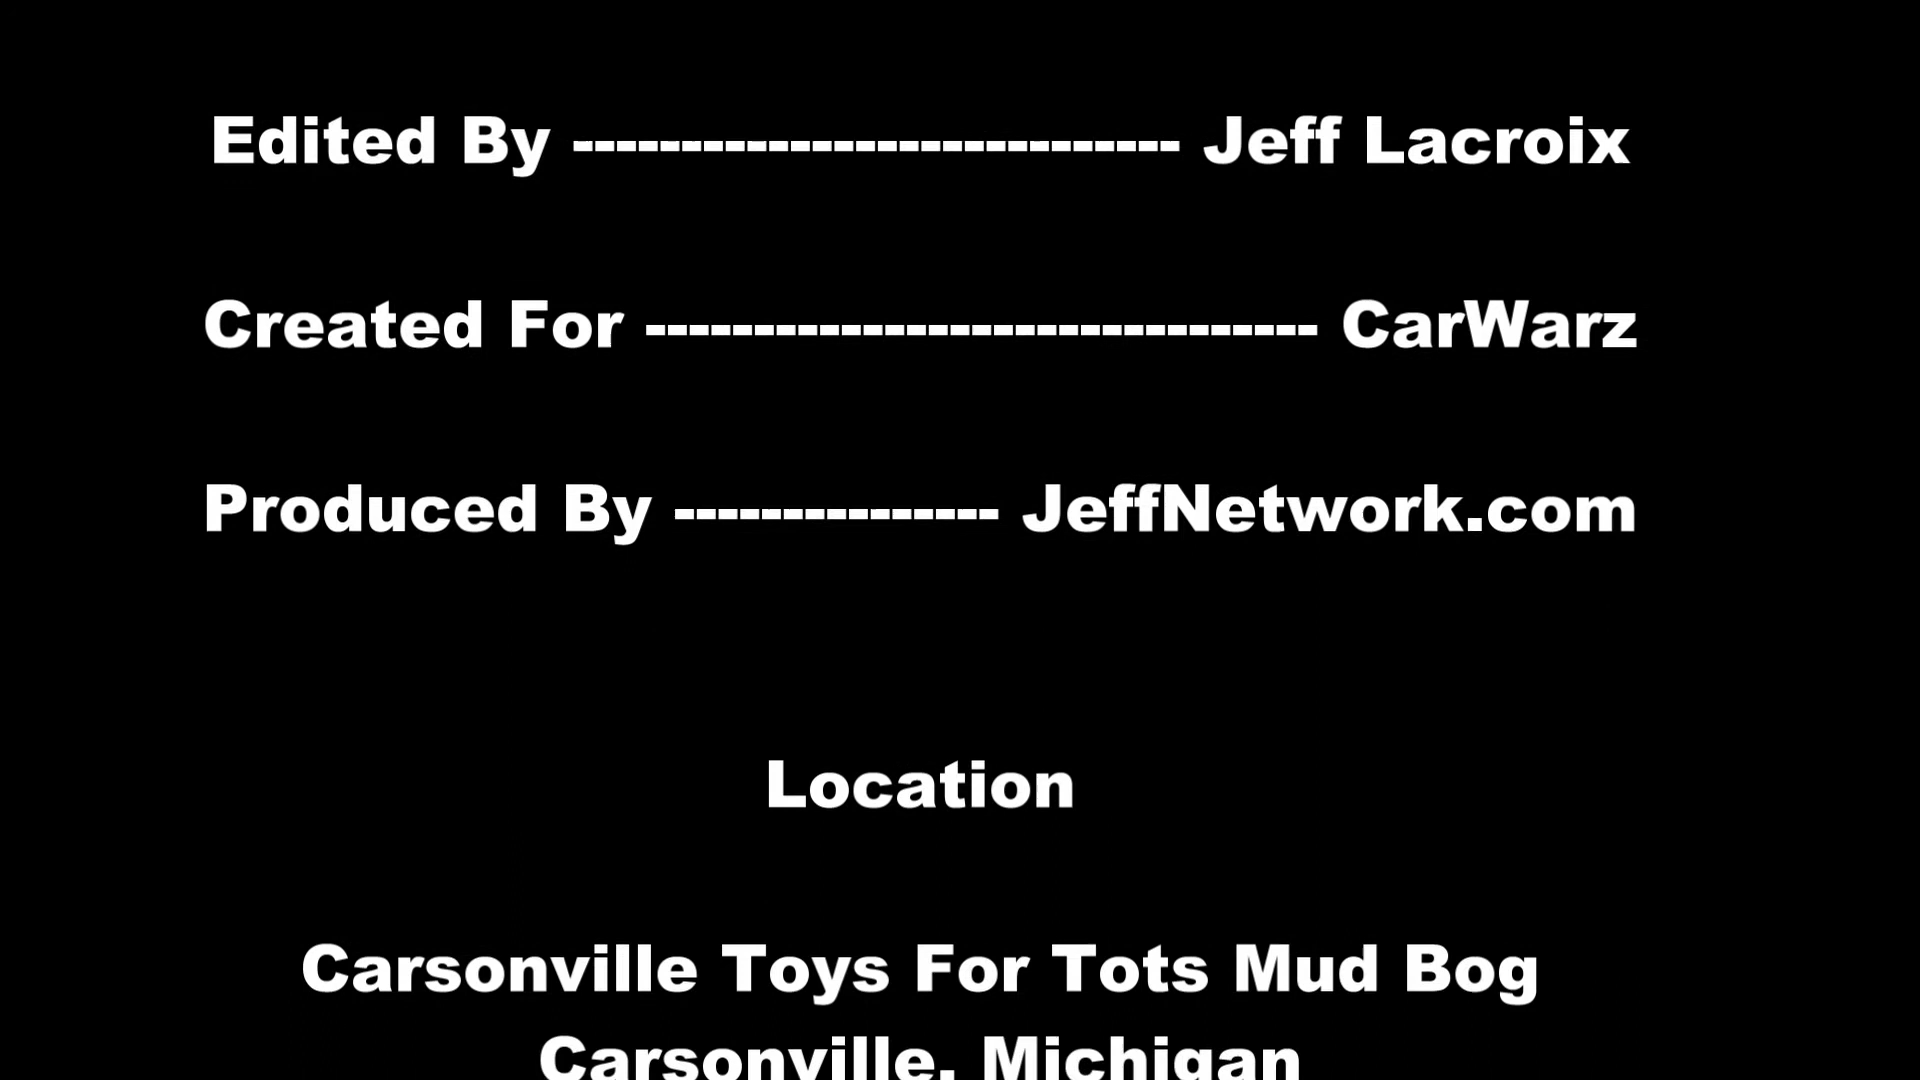 Edited By ---------------------------- Jeff Lacroix
Created For ------------------------------- CarWarz
Produced By --------------- JeffNetwork.com
Location
Carsonville Toys For Tots Mud Bog
Carsonville, Michigan